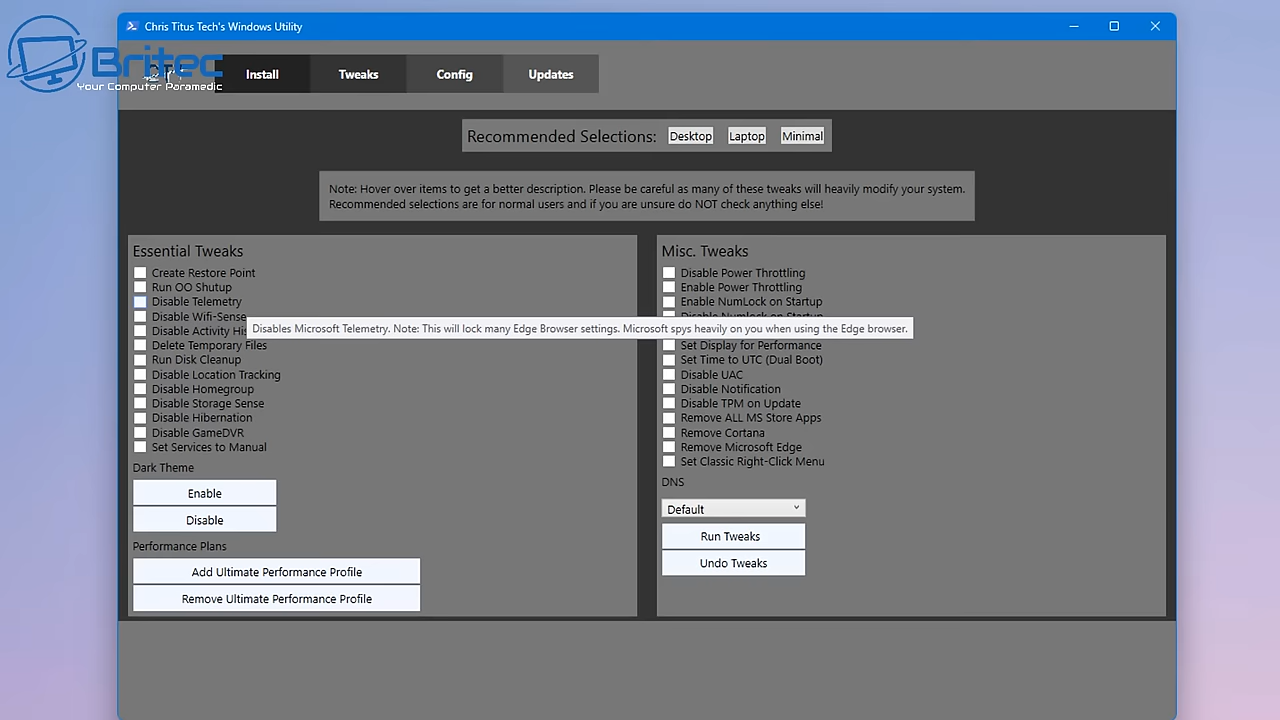 Chris Titus Tech's Windows Utility
Britec
Your Computer Paramedic
Install
Tweaks
Config
Updates
Recommended Selections:
Desktop
Laptop
Minimal
Note: Hover over items to get a better description. Please be careful as many of these tweaks will heavily modify your system.
Recommended selections are for normal users and if you are unsure do NOT check anything else!
Essential Tweaks
Create Restore Point
Run OO Shutup
Disable Telemetry
Disable Wifi-Sense
Disable Activity His
Disables Microsoft Telemetry. Note: This will lock many Edge Browser settings. Microsoft spys heavily on you when using the Edge browser.
Delete Temporary Files
Run Disk Cleanup
Disable Location Tracking
Disable Homegroup
Disable Storage Sense
Disable Hibernation
Disable GameDVR
Set Services to Manual
Dark Theme
Enable
Disable
Performance Plans
Add Ultimate Performance Profile
Remove Ultimate Performance Profile
Misc. Tweaks
Disable Power Throttling
Enable Power Throttling
Enable NumLock on Startup
Disable Numlock on Startup
Set Display for Performance
Set Time to UTC (Dual Boot)
Disable UAC
Disable Notification
Disable TPM on Update
Remove ALL MS Store Apps
Remove Cortana
Remove Microsoft Edge
Set Classic Right-Click Menu
DNS
Default
Run Tweaks
Undo Tweaks